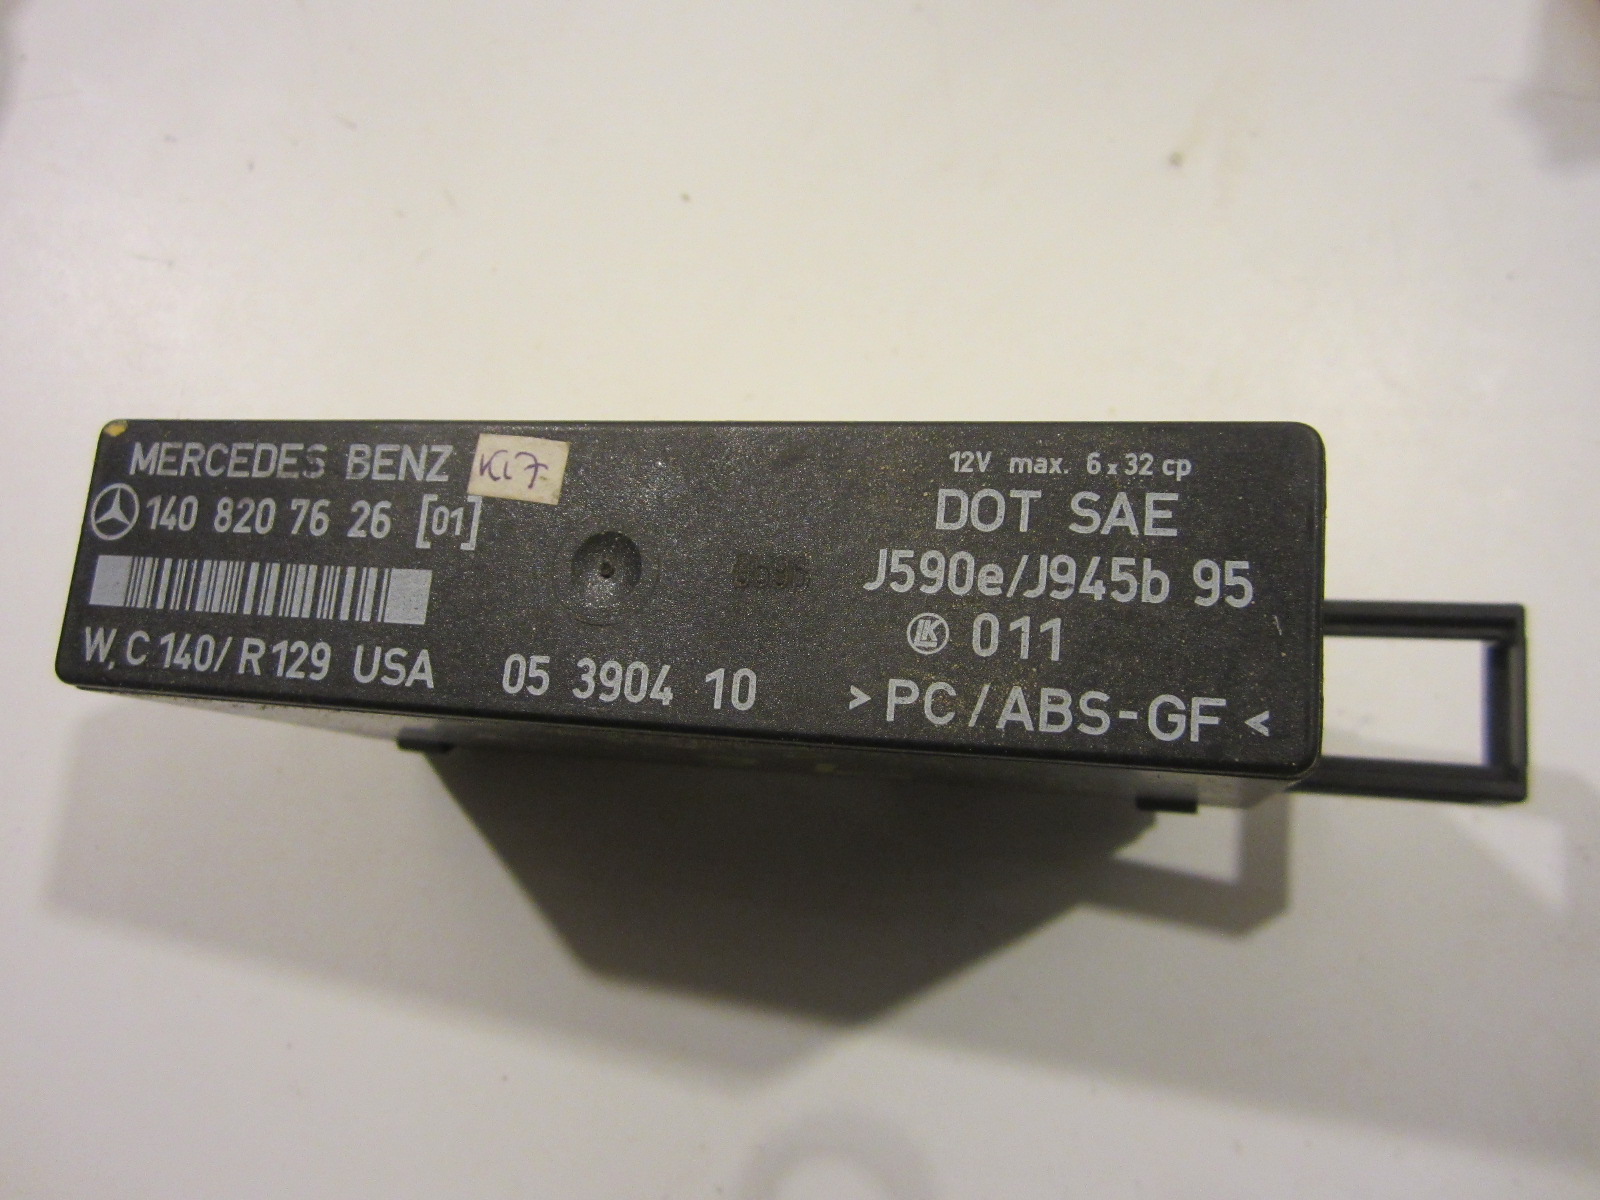 MERCEDES BENZ
140 820 76 26 [01]
W, C 140/ R 129 USA
05 3904 10
12V max. 6 x 32 cp
DOT SAE
J590e/J945b 95
LK 011
> PC / ABS-GF <